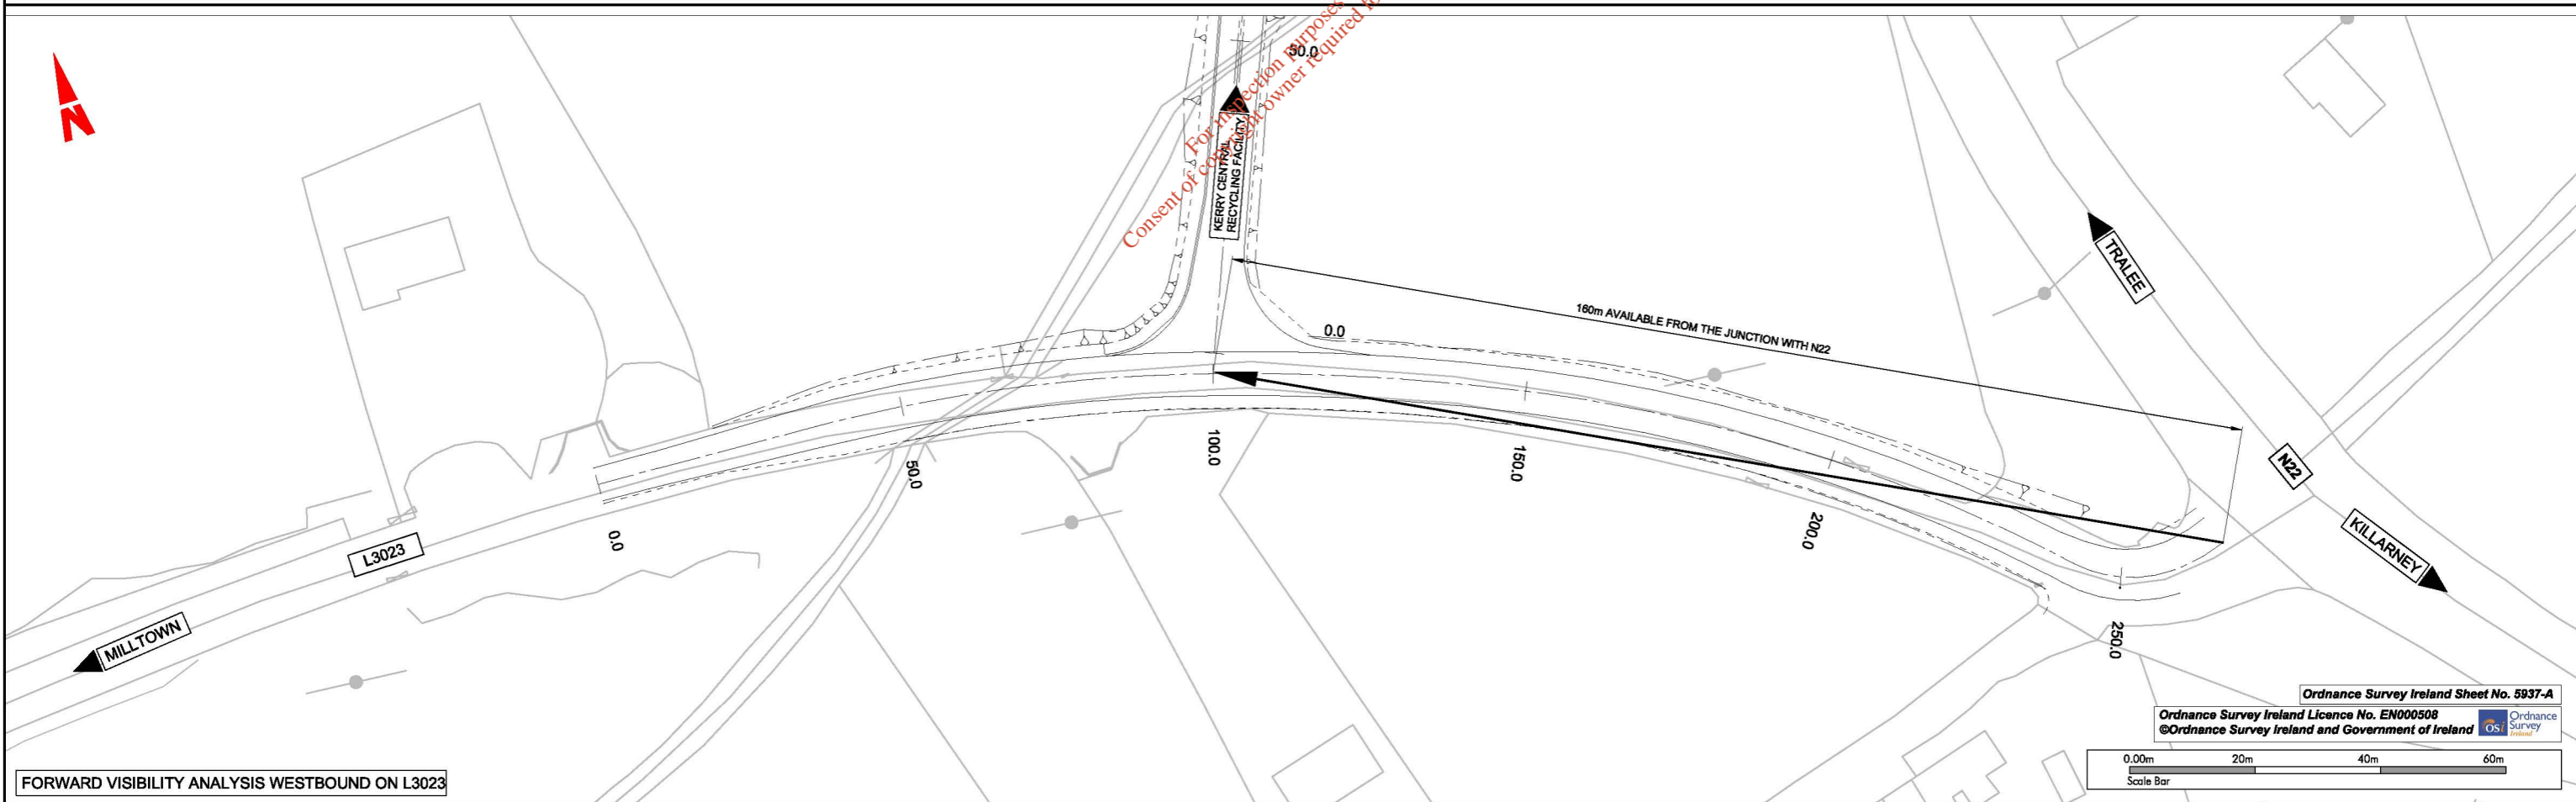 For inspection purposes
Consent of copyright owner required fo
50.0
KERRY CENTRAL
RECYCLING FACILITY
N
TRALEE
160m AVAILABLE FROM THE JUNCTION WITH N22
0.0
100.0
150.0
50.0
N22
200.0
0.0
KILLARNEY
L3023
MILLTOWN
250.0
Ordnance Survey Ireland Sheet No. 5937-A
Ordnance Survey Ireland Licence No. EN000508
©Ordnance Survey Ireland and Government of Ireland
OSi
Ordnance
Survey
Ireland
0.00m 20m 40m 60m
Scale Bar
FORWARD VISIBILITY ANALYSIS WESTBOUND ON L3023